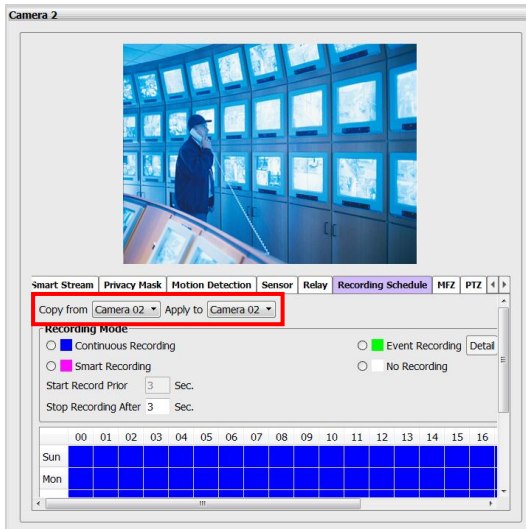 Camera 2
Smart Stream Privacy Mask Motion Detection Sensor Relay Recording Schedule MFZ PTZ
Copy from Camera 02 Apply to Camera 02
Recording Mode
Continuous Recording Event Recording Detail
Smart Recording No Recording
Start Record Prior 3 Sec.
Stop Recording After 3 Sec.
00 01 02 03 04 05 06 07 08 09 10 11 12 13 14 15 16
Sun
Mon